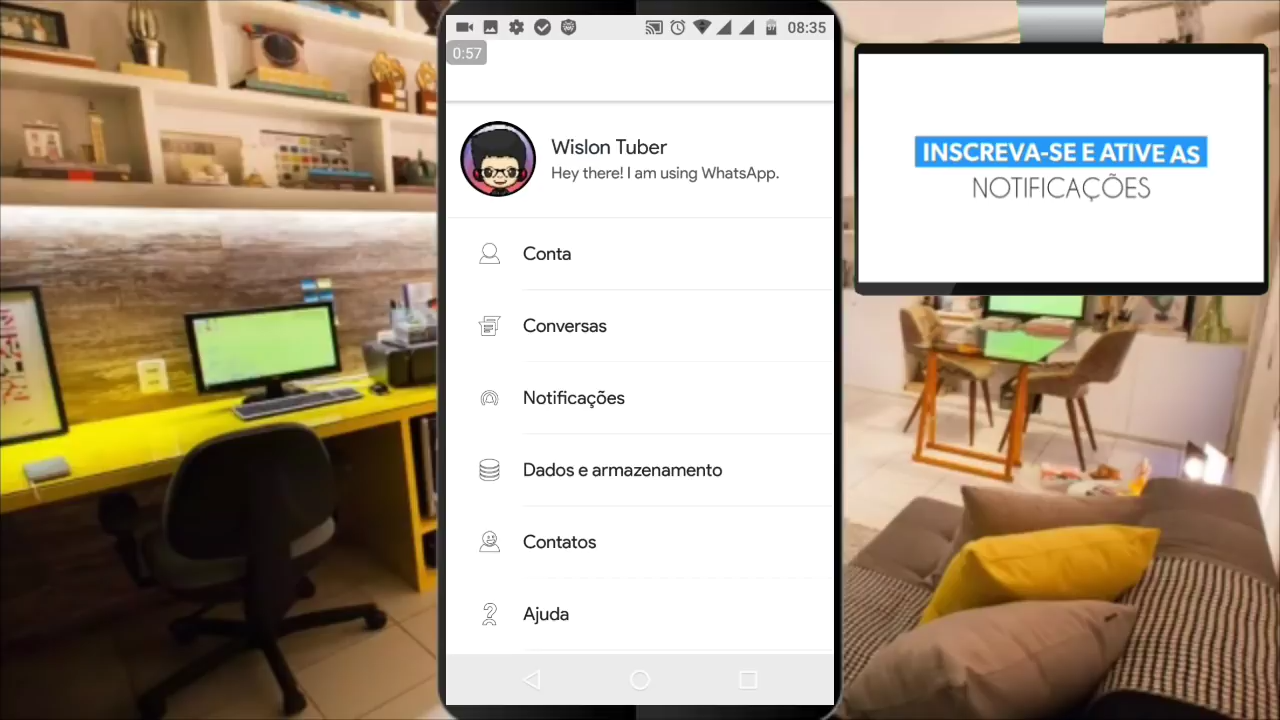 08:35
0:57
Wislon Tuber
Hey there! I am using WhatsApp.
Conta
Conversas
Notificações
Dados e armazenamento
Contatos
Ajuda
INSCREVA-SE E ATIVE AS
NOTIFICAÇÕES